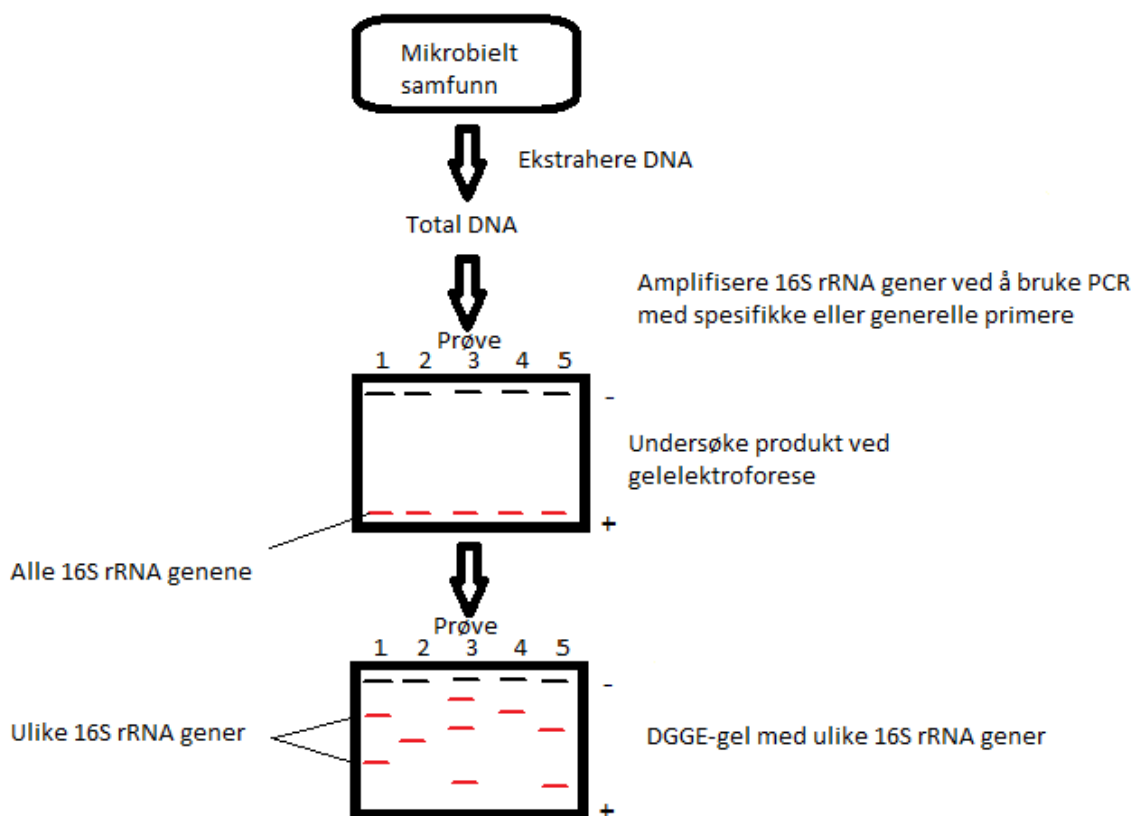 Mikrobielt
samfunn
Ekstrahere DNA
Total DNA
Amplifisere 16S rRNA gener ved å bruke PCR
med spesifikke eller generelle primere
Prøve
1 2 3 4 5
-
Undersøke produkt ved
gelelektroforese
+
Alle 16S rRNA genene
Prøve
1 2 3 4 5
-
Ulike 16S rRNA gener
DGGE-gel med ulike 16S rRNA gener
+